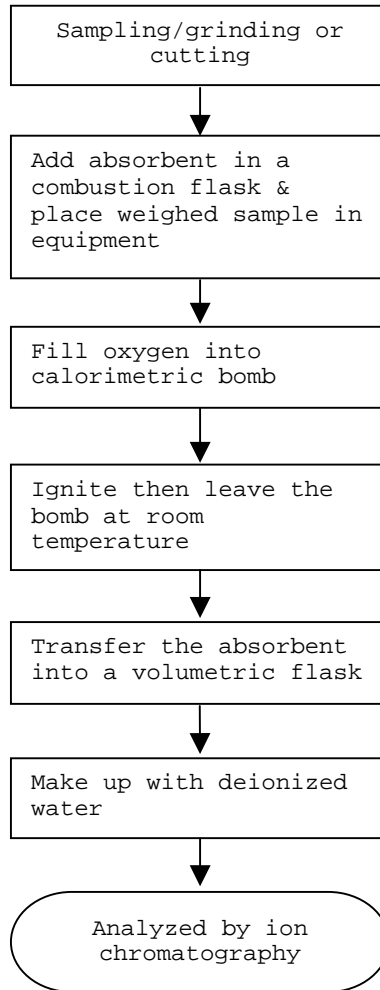 Sampling/grinding or
cutting
Add absorbent in a
combustion flask &
place weighed sample in
equipment
Fill oxygen into
calorimetric bomb
Ignite then leave the
bomb at room
temperature
Transfer the absorbent
into a volumetric flask
Make up with deionized
water
Analyzed by ion
chromatography